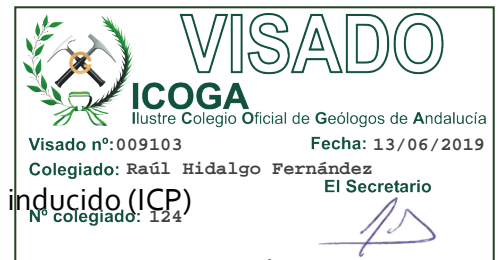 VISADO
ICOGA
Ilustre Colegio Oficial de Geólogos de Andalucía
Visado nº:009103 Fecha: 13/06/2019
Colegiado: Raúl Hidalgo Fernández
El Secretario
inducido (ICP)
Nº colegiado: 124